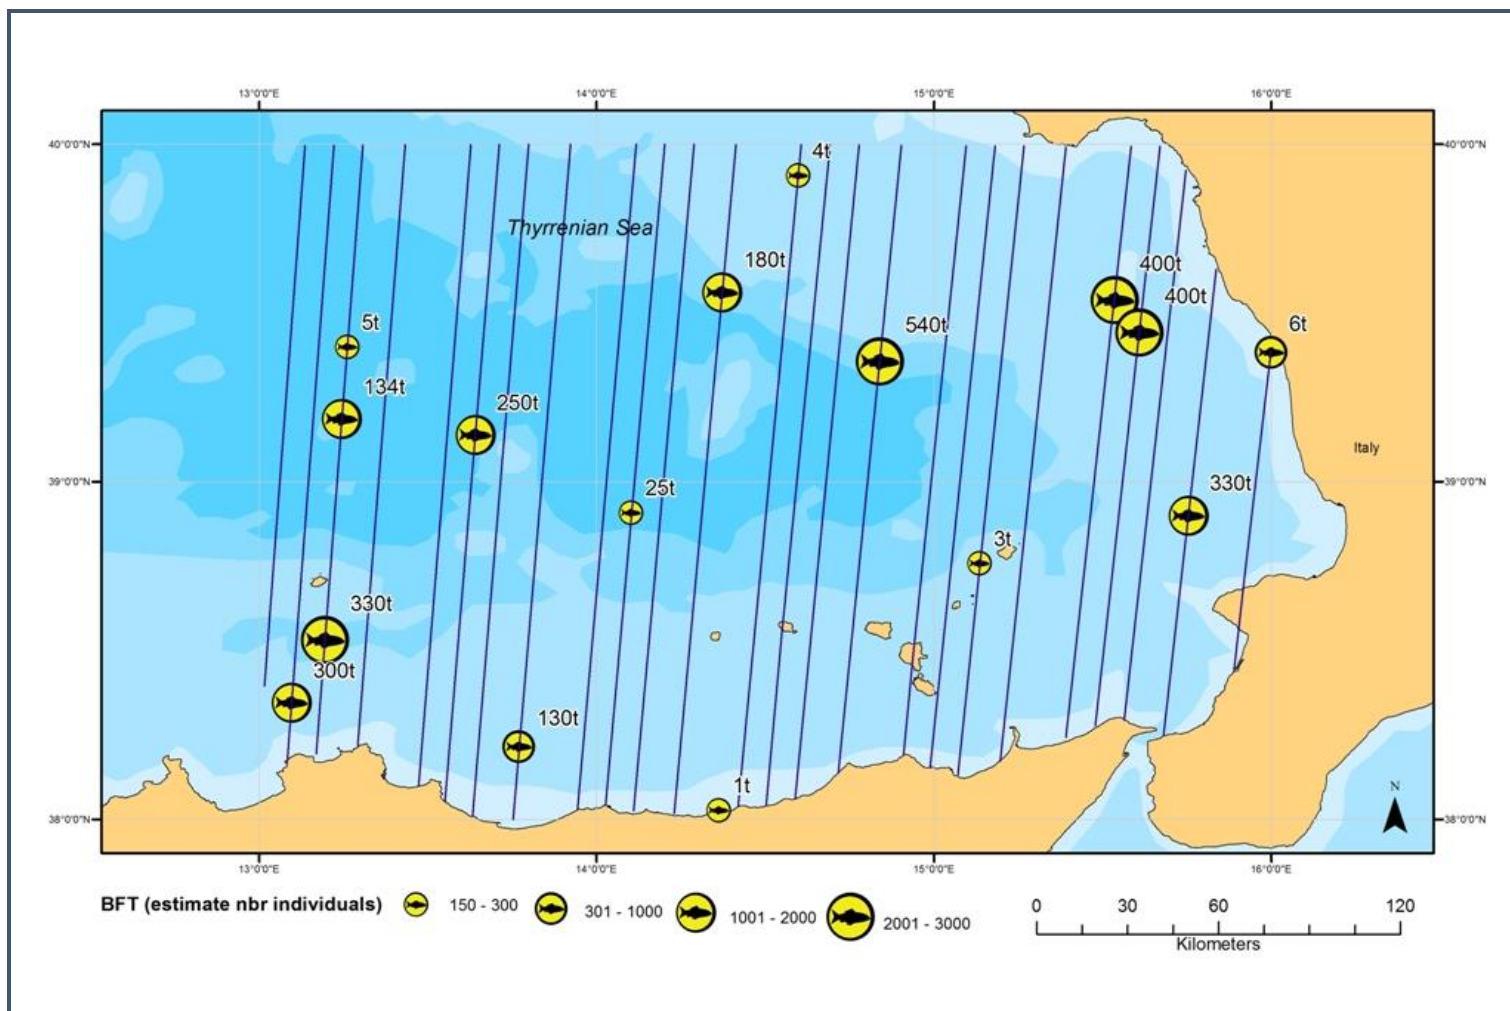 13°0'0"E 14°0'0"E 15°0'0"E 16°0'0"E
40°0'0"N 40°0'0"N
4t
Thyrrenian Sea
180t 400t
400t
5t 540t 6t
134t
250t
Italy
39°0'0"N 25t 330t 39°0'0"N
3t
330t
300t
130t
1t
N
38°0'0"N 38°0'0"N
13°0'0"E 14°0'0"E 15°0'0"E 16°0'0"E
BFT (estimate nbr individuals) 150 - 300 301 - 1000 1001 - 2000 2001 - 3000
0 30 60 120
Kilometers